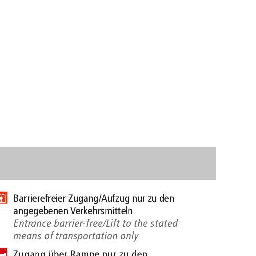 Barrierefreier Zugang/Aufzug nur zu den
angegebenen Verkehrsmitteln
Entrance barrier-free/Lift to the stated
means of transportation only
Zugang über Rampe nur zu den